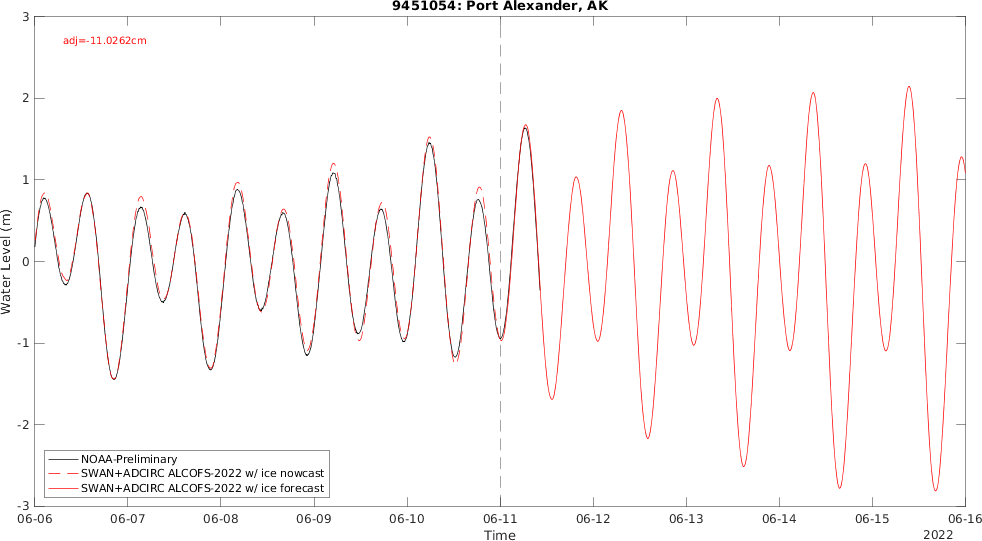 9451054: Port Alexander, AK
adj=-11.0262cm
3
2
1
0
-1
-2
-3
Water Level (m)
NOAA-Preliminary
SWAN+ADCIRC ALCOFS-2022 w/ ice nowcast
SWAN+ADCIRC ALCOFS-2022 w/ ice forecast
06-06 06-07 06-08 06-09 06-10 06-11 06-12 06-13 06-14 06-15 06-16
Time
2022